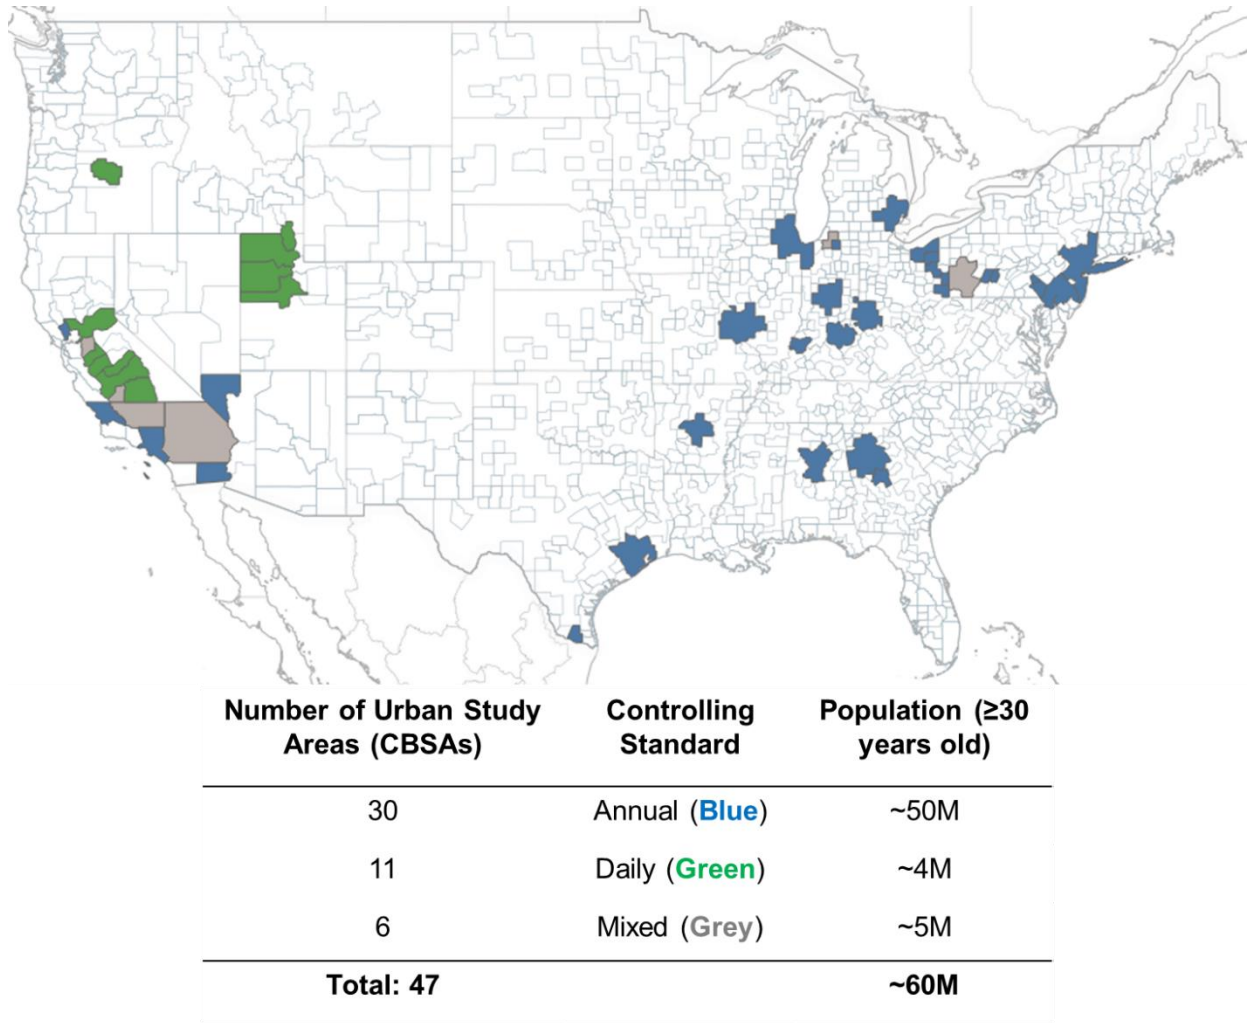 Number of Urban Study Areas (CBSAs) Controlling Standard Population (≥30 years old)
30 Annual (Blue) ~50M
11 Daily (Green) ~4M
6 Mixed (Grey) ~5M
Total: 47 ~60M